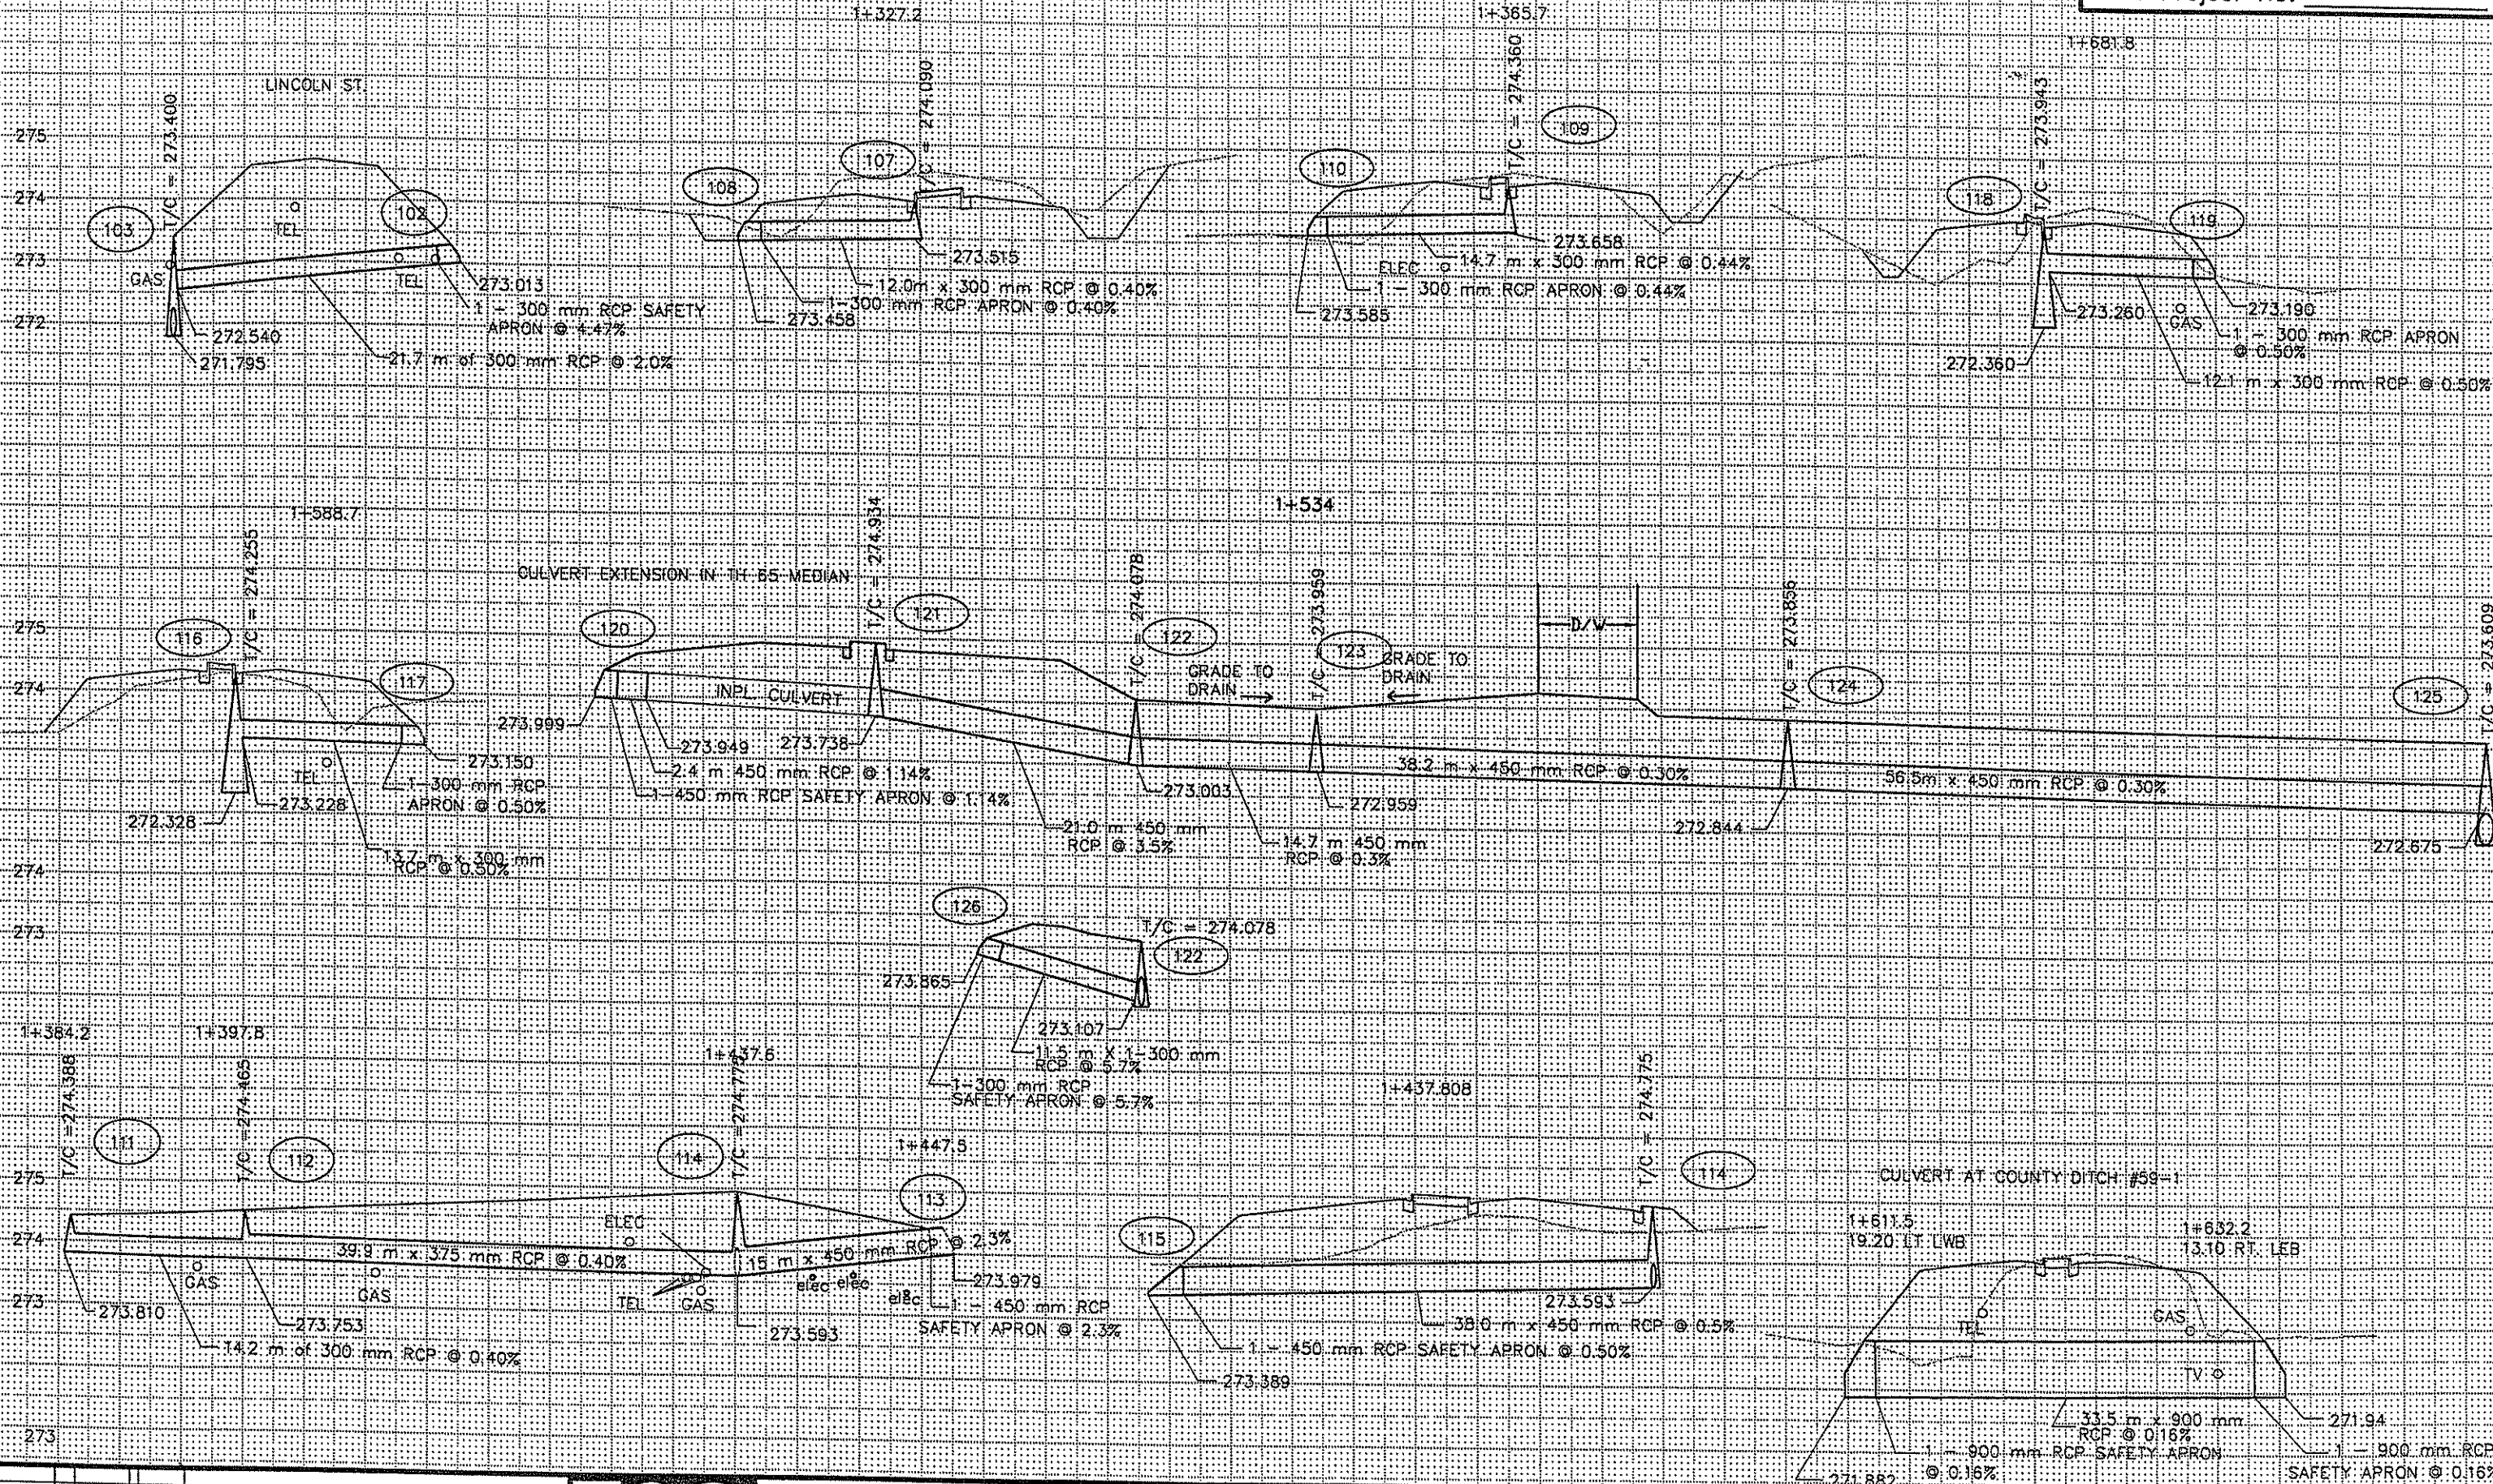 1+327.2
1+365.7
1+681.8
LINCOLN ST.
T/C = 273.400
T/C = 274.090
T/C = 274.360
T/C = 273.943
275
274
273
272
103
102
TEL
GAS
TEL
273.013
1 - 300 mm RCP SAFETY
APRON @ 4.47%
272.540
271.795
21.7 m of 300 mm RCP @ 2.0%
108
107
273.515
12.0m x 300 mm RCP @ 0.40%
1-300 mm RCP APRON @ 0.40%
273.458
110
109
273.658
14.7 m x 300 mm RCP @ 0.44%
ELEC
1 - 300 mm RCP APRON @ 0.44%
273.585
118
119
273.260
GAS
273.190
1 - 300 mm RCP APRON
@ 0.50%
272.360
12.1 m x 300 mm RCP @ 0.50%
1+588.7
1+534
T/C = 274.255
CULVERT EXTENSION IN TH 65 MEDIAN
T/C = 274.934
T/C = 274.078
T/C = 273.959
D/W
T/C = 273.856
T/C = 273.609
275
274
274
273
116
117
TEL
273.228
273.150
1-300 mm RCP
APRON @ 0.50%
272.328
13.7 m x 300 mm
RCP @ 0.50%
120
121
122
123
124
125
GRADE TO
DRAIN
GRADE TO
DRAIN
INPL. CULVERT
273.999
273.949
273.738
2.4 m 450 mm RCP @ 1.14%
1-450 mm RCP SAFETY APRON @ 1.14%
273.003
272.959
38.2 m x 450 mm RCP @ 0.30%
56.5m x 450 mm RCP @ 0.30%
21.0 m 450 mm
RCP @ 3.5%
14.7 m 450 mm
RCP @ 0.3%
272.844
272.675
126
T/C = 274.078
122
273.865
273.107
11.5 m X 1-300 mm
RCP @ 5.7%
1-300 mm RCP
SAFETY APRON @ 5.7%
1+384.2
1+397.8
1+437.6
1+447.5
1+437.808
T/C =274.388
T/C =274.465
T/C =274.775
T/C = 274.775
275
274
273
273
111
112
114
113
ELEC
39.9 m x 375 mm RCP @ 0.40%
15 m x 450 mm RCP @ 2.3%
GAS
GAS
TEL
GAS
elec
elec
elec
273.810
273.753
14.2 m of 300 mm RCP @ 0.40%
273.593
273.979
1 - 450 mm RCP
SAFETY APRON @ 2.3%
115
114
273.593
38.0 m x 450 mm RCP @ 0.5%
1 - 450 mm RCP SAFETY APRON @ 0.50%
273.389
CULVERT AT COUNTY DITCH #59-1
1+611.5
19.20 LT LWB
1+632.2
13.10 RT. LEB
TEL
GAS
TV
33.5 m x 900 mm
RCP @ 0.16%
271.94
1 - 900 mm RCP SAFETY APRON
@ 0.16%
1 - 900 mm RCP
SAFETY APRON @ 0.16%
271.882